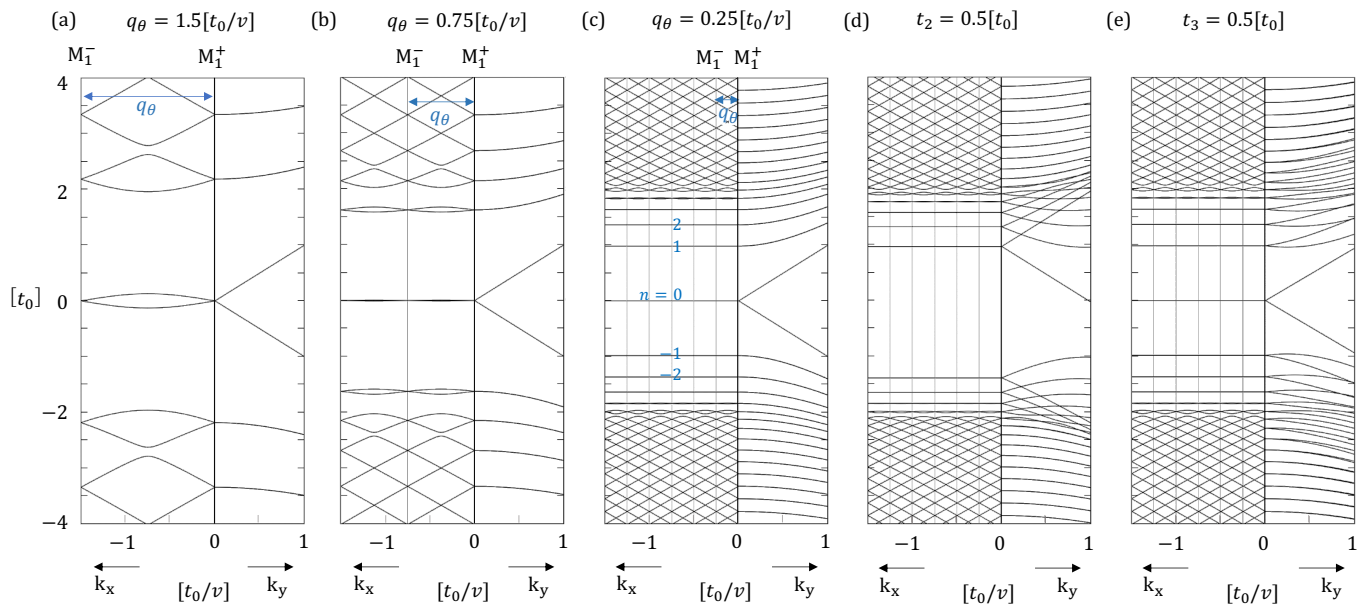 (a) q_θ = 1.5[t_0/v] (b) q_θ = 0.75[t_0/v] (c) q_θ = 0.25[t_0/v] (d) t_2 = 0.5[t_0] (e) t_3 = 0.5[t_0]
M_1^- M_1^+ M_1^- M_1^+ M_1^- M_1^+
4
q_θ q_θ q_θ
2
2
1
[t_0] 0 n = 0
−1
−2
−2
−4
−1 0 1 −1 0 1 −1 0 1 −1 0 1 −1 0 1
k_x [t_0/v] k_y k_x [t_0/v] k_y k_x [t_0/v] k_y k_x [t_0/v] k_y k_x [t_0/v] k_y